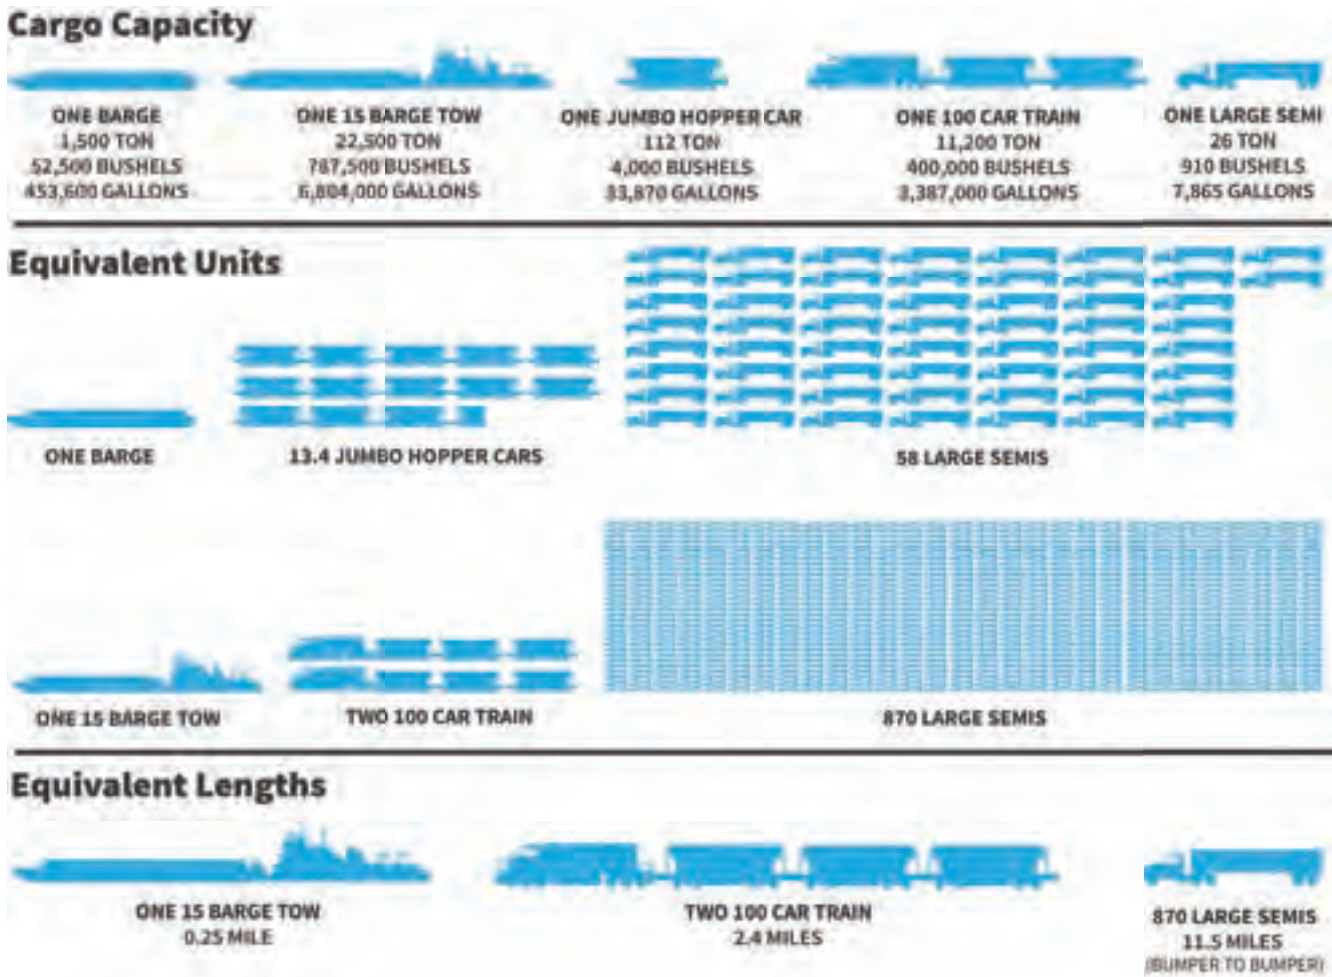 Cargo Capacity
ONE BARGE
1,500 TON
52,500 BUSHELS
453,600 GALLONS
ONE 15 BARGE TOW
22,500 TON
787,500 BUSHELS
6,804,000 GALLONS
ONE JUMBO HOPPER CAR
112 TON
4,000 BUSHELS
33,870 GALLONS
ONE 100 CAR TRAIN
11,200 TON
400,000 BUSHELS
3,387,000 GALLONS
ONE LARGE SEMI
26 TON
910 BUSHELS
7,865 GALLONS
Equivalent Units
ONE BARGE
13.4 JUMBO HOPPER CARS
58 LARGE SEMIS
ONE 15 BARGE TOW
TWO 100 CAR TRAIN
870 LARGE SEMIS
Equivalent Lengths
ONE 15 BARGE TOW
0.25 MILE
TWO 100 CAR TRAIN
2.4 MILES
870 LARGE SEMIS
11.5 MILES
(BUMPER TO BUMPER)